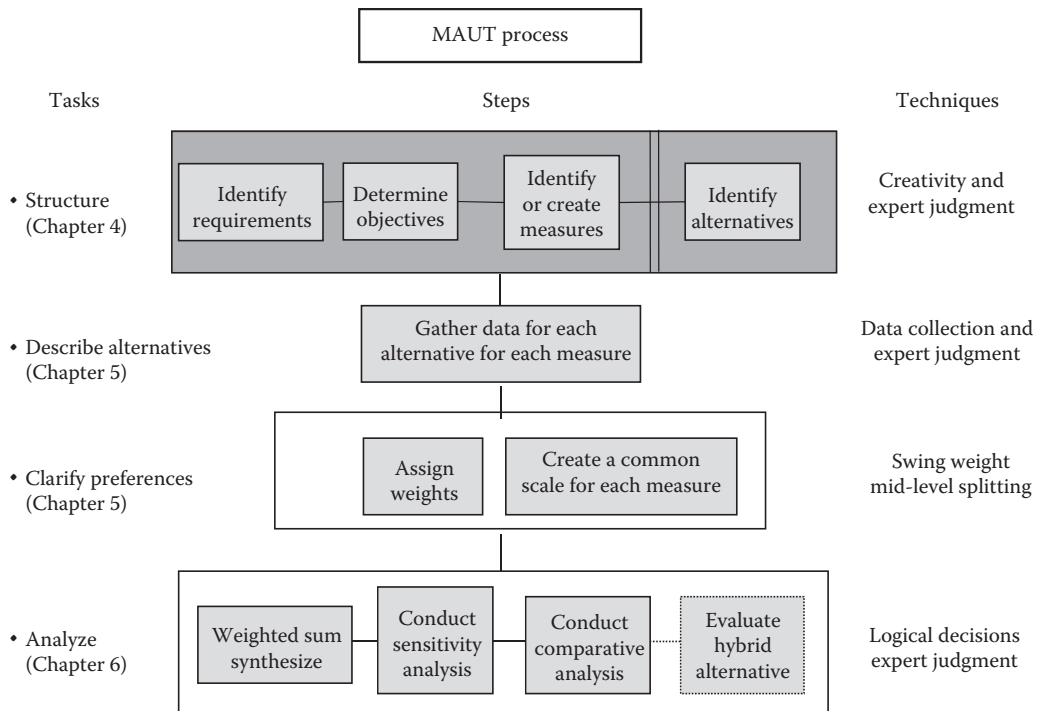 MAUT process
Tasks
Steps
Techniques
• Structure
(Chapter 4)
Identify
requirements
Determine
objectives
Identify
or create
measures
Identify
alternatives
Creativity and
expert judgment
• Describe alternatives
(Chapter 5)
Gather data for each
alternative for each measure
Data collection and
expert judgment
• Clarify preferences
(Chapter 5)
Assign
weights
Create a common
scale for each measure
Swing weight
mid-level splitting
• Analyze
(Chapter 6)
Weighted sum
synthesize
Conduct
sensitivity
analysis
Conduct
comparative
analysis
Evaluate
hybrid
alternative
Logical decisions
expert judgment